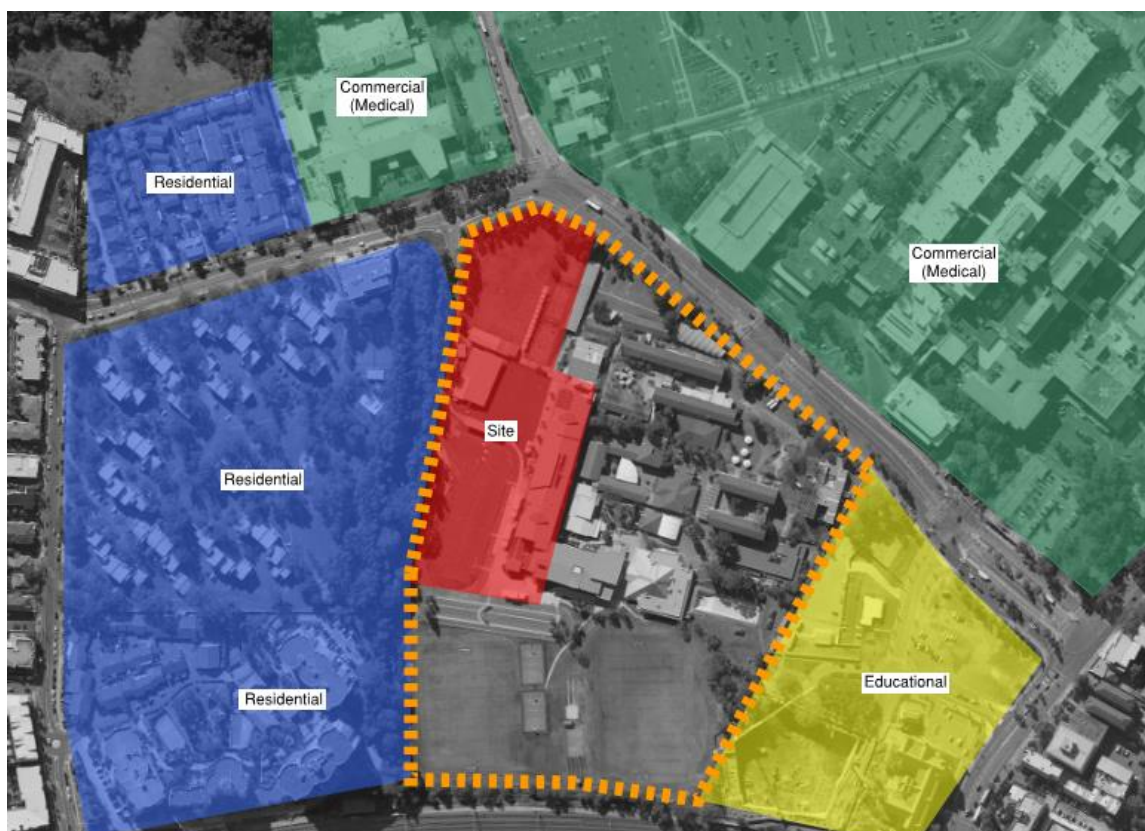 Commercial
(Medical)
Residential
Commercial
(Medical)
Site
Residential
Educational
Residential